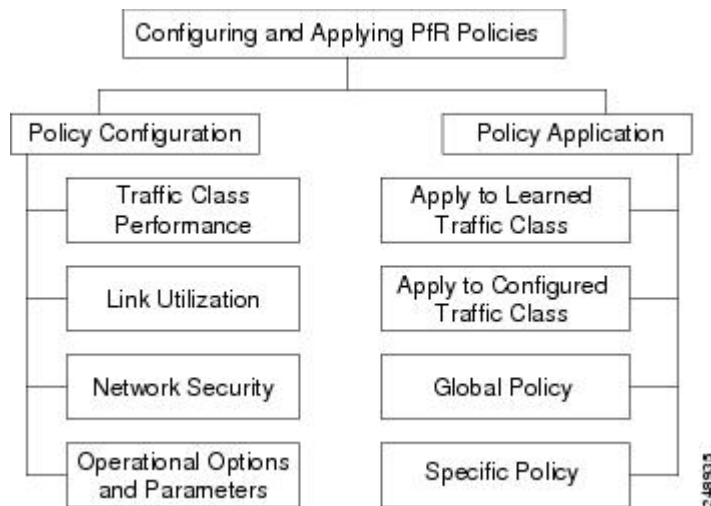 Configuring and Applying PfR Policies
Policy Configuration
Policy Application
Traffic Class
Performance
Apply to Learned
Traffic Class
Link Utilization
Apply to Configured
Traffic Class
Network Security
Global Policy
Operational Options
and Parameters
Specific Policy
248935